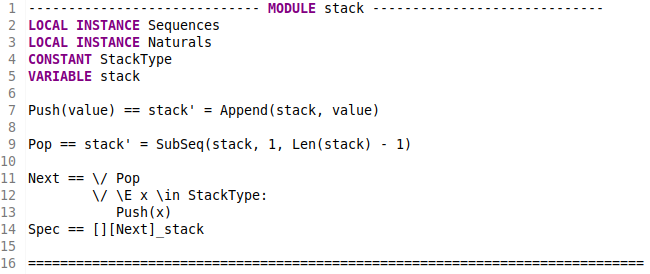 1 ----------------------------- MODULE stack -----------------------------
2 LOCAL INSTANCE Sequences
3 LOCAL INSTANCE Naturals
4 CONSTANT StackType
5 VARIABLE stack
6
7 Push(value) == stack' = Append(stack, value)
8
9 Pop == stack' = SubSeq(stack, 1, Len(stack) - 1)
10
11 Next == \/ Pop
12         \/ \E x \in StackType:
13            Push(x)
14 Spec == [][Next]_stack
15
16 =============================================================================